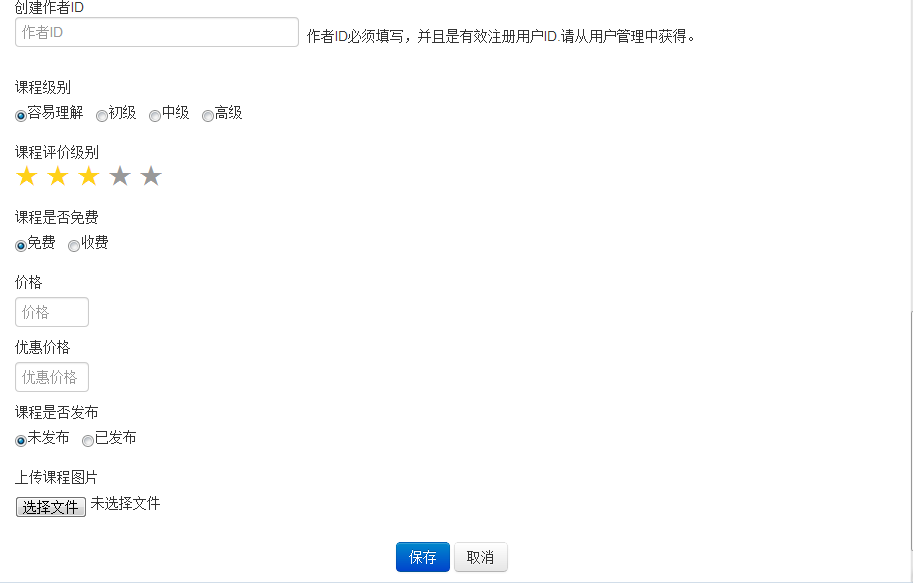 创建作者ID
作者ID 作者ID必须填写，并且是有效注册用户ID.请从用户管理中获得。
课程级别
容易理解 初级 中级 高级
课程评价级别
课程是否免费
免费 收费
价格
价格
优惠价格
优惠价格
课程是否发布
未发布 已发布
上传课程图片
选择文件 未选择文件
保存 取消